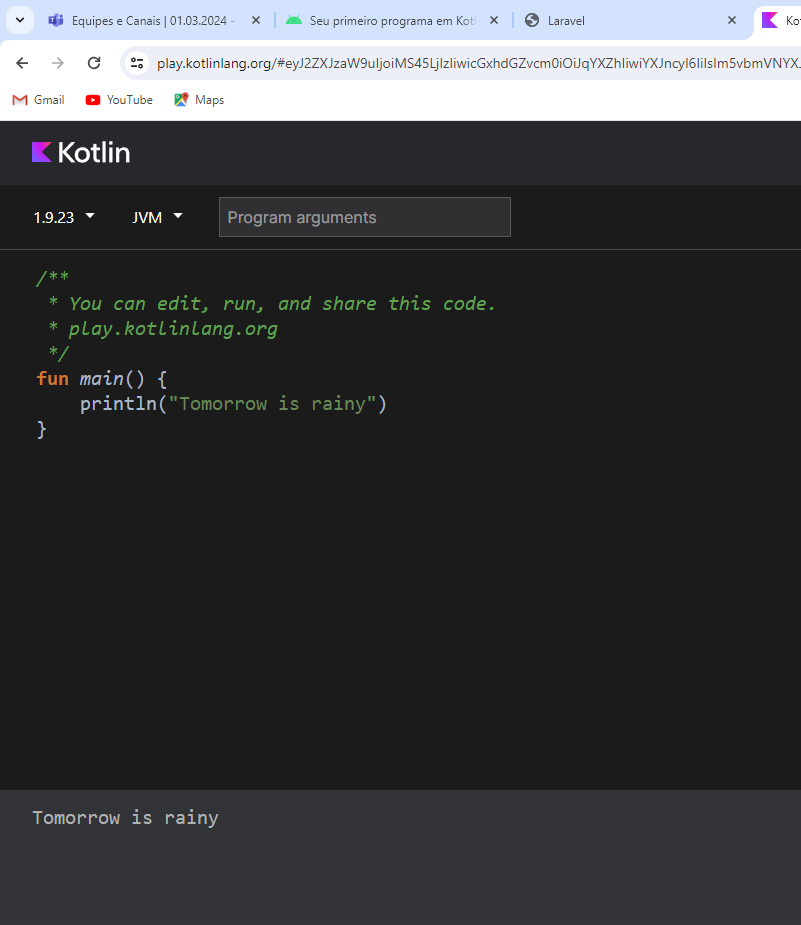 Equipes e Canais | 01.03.2024 -
Seu primeiro programa em Kotl
Laravel
Kot
play.kotlinlang.org/#
Gmail
YouTube
Maps
Kotlin
1.9.23
JVM
Program arguments
/**
* You can edit, run, and share this code.
* play.kotlinlang.org
*/
fun main() {
println("Tomorrow is rainy")
}
Tomorrow is rainy